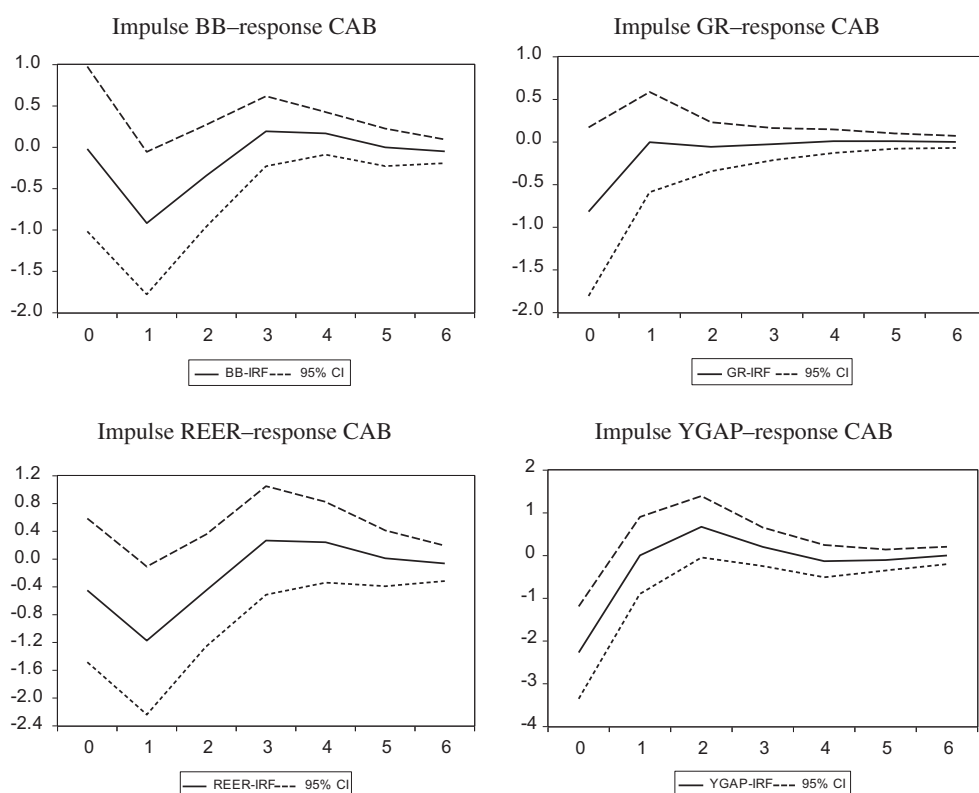 Impulse BB–response CAB
1.0
0.5
0.0
-0.5
-1.0
-1.5
-2.0
0 1 2 3 4 5 6
BB-IRF 95% CI
Impulse GR–response CAB
1.0
0.5
0.0
-0.5
-1.0
-1.5
-2.0
0 1 2 3 4 5 6
GR-IRF 95% CI
Impulse REER–response CAB
1.2
0.8
0.4
0.0
-0.4
-0.8
-1.2
-1.6
-2.0
-2.4
0 1 2 3 4 5 6
REER-IRF 95% CI
Impulse YGAP–response CAB
2
1
0
-1
-2
-3
-4
0 1 2 3 4 5 6
YGAP-IRF 95% CI